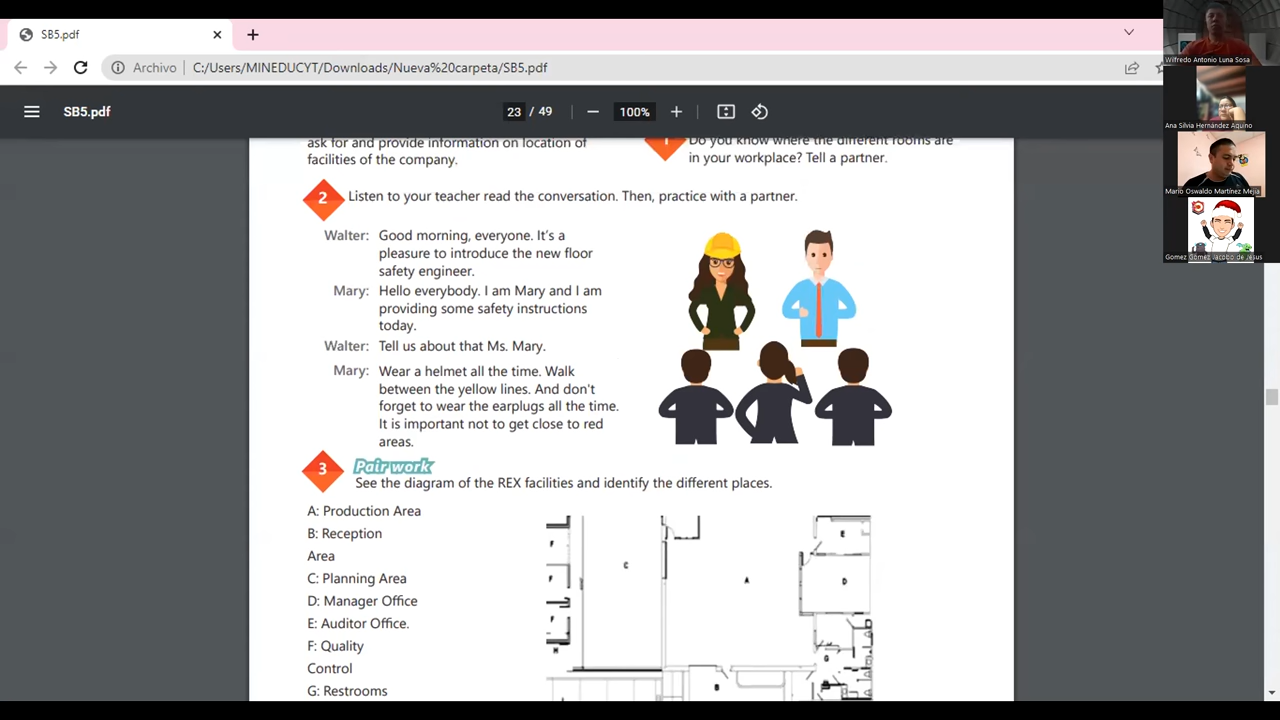 SB5.pdf
Archivo C:/Users/MINEDUCYT/Downloads/Nueva%20carpeta/SB5.pdf
SB5.pdf
23 / 49
100%
ask for and provide information on location of
facilities of the company.
1 Do you know where the different rooms are
in your workplace? Tell a partner.
2 Listen to your teacher read the conversation. Then, practice with a partner.
Walter: Good morning, everyone. It's a
pleasure to introduce the new floor
safety engineer.
Mary: Hello everybody. I am Mary and I am
providing some safety instructions
today.
Walter: Tell us about that Ms. Mary.
Mary: Wear a helmet all the time. Walk
between the yellow lines. And don't
forget to wear the earplugs all the time.
It is important not to get close to red
areas.
3 Pair work
See the diagram of the REX facilities and identify the different places.
A: Production Area
B: Reception
Area
C: Planning Area
D: Manager Office
E: Auditor Office.
F: Quality
Control
G: Restrooms
F
F
F
H
C
A
B
E
D
G
Wilfredo Antonio Luna Sosa
Ana Silvia Hernández Aquino
Mario Oswaldo Martínez Mejía
Gomez Gómez Jacobo de Jesus